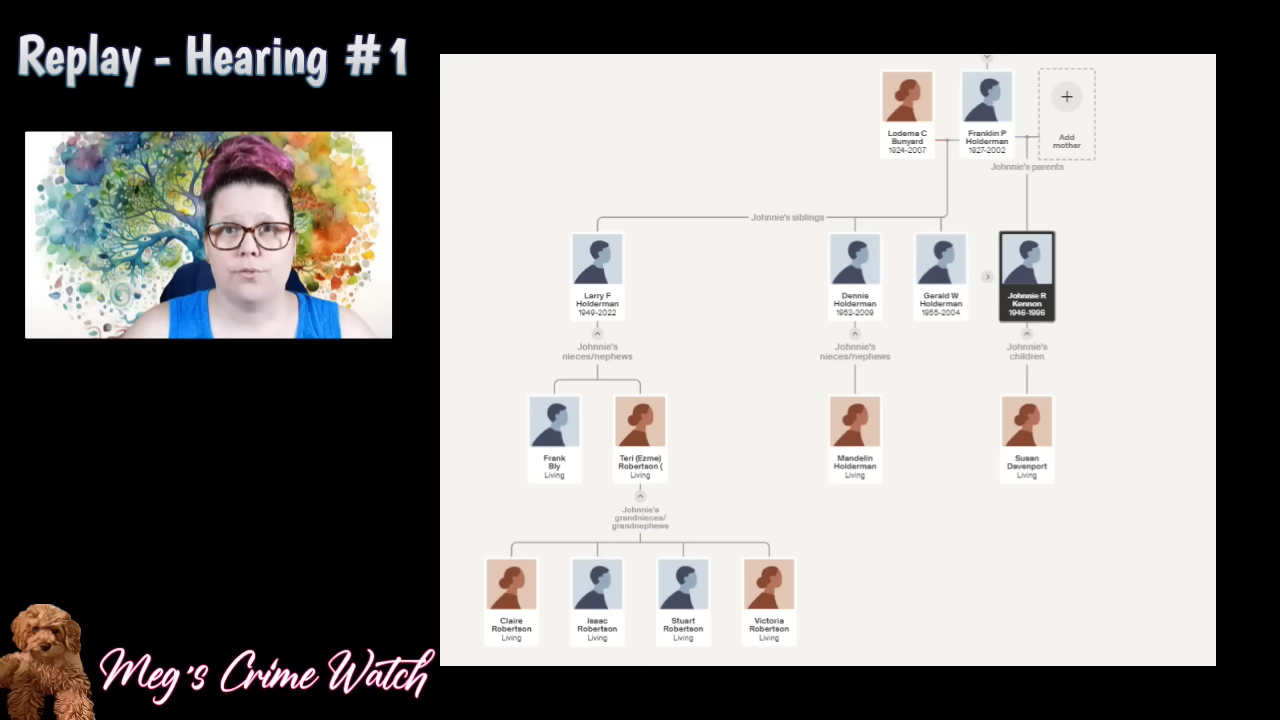 Replay - Hearing #1
Lodema C
Bunyard
1924-2007
Franklin P
Holderman
1927-2002
Add
mother
Johnnie's parents
Johnnie's siblings
Larry F
Holderman
1949-2022
Dennis
Holderman
1952-2009
Gerald W
Holderman
1955-2004
Johnnie R
Kennon
1946-1996
Johnnie's
nieces/nephews
Johnnie's
nieces/nephews
Johnnie's
children
Frank
Bly
Living
Teri (Ezme)
Robertson (
Living
Mandelin
Holderman
Living
Susan
Davenport
Living
Johnnie's
grandnieces/
grandnephews
Claire
Robertson
Living
Isaac
Robertson
Living
Stuart
Robertson
Living
Victoria
Robertson
Living
Meg's Crime Watch